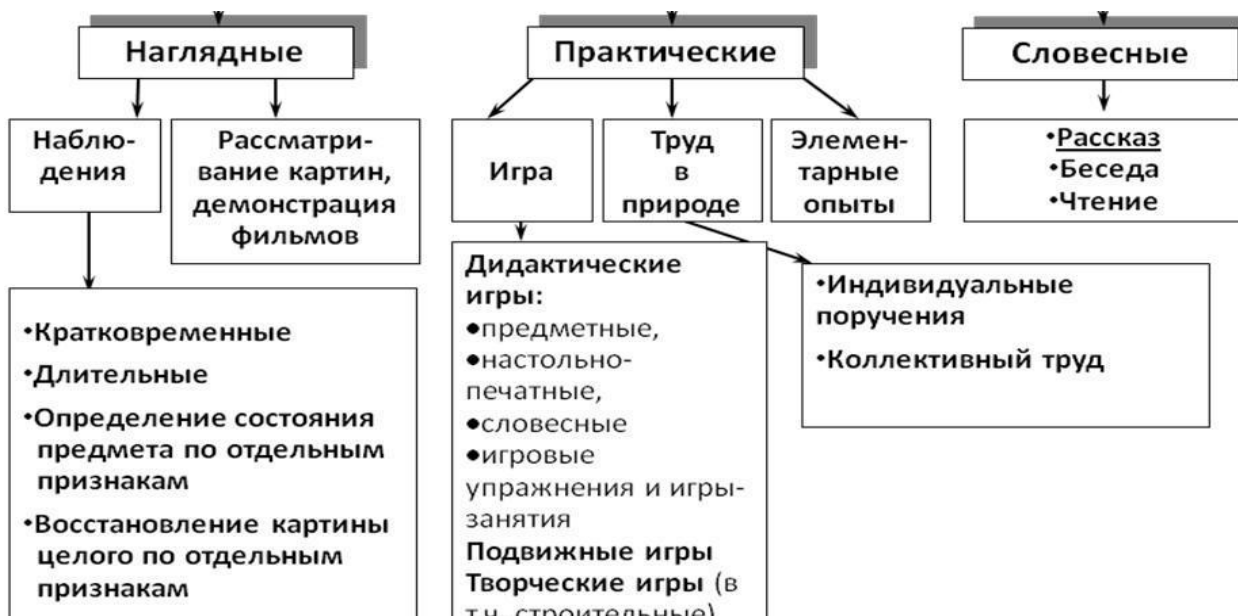 Наглядные
Практические
Словесные
Наблю-
дения
Рассматри-
вание картин,
демонстрация
фильмов
Игра
Труд
в
природе
Элемен-
тарные
опыты
•Рассказ
•Беседа
•Чтение
•Кратковременные
•Длительные
•Определение состояния
предмета по отдельным
признакам
•Восстановление картины
целого по отдельным
признакам
Дидактические
игры:
●предметные,
●настольно-
печатные,
●словесные
●игровые
упражнения и игры-
занятия
Подвижные игры
Творческие игры (в
т.ч. строительные)
•Индивидуальные
поручения
•Коллективный труд